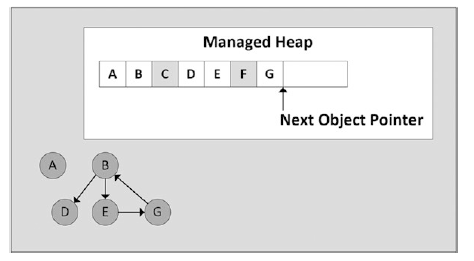 Managed Heap
A B C D E F G
Next Object Pointer
A B
D E G